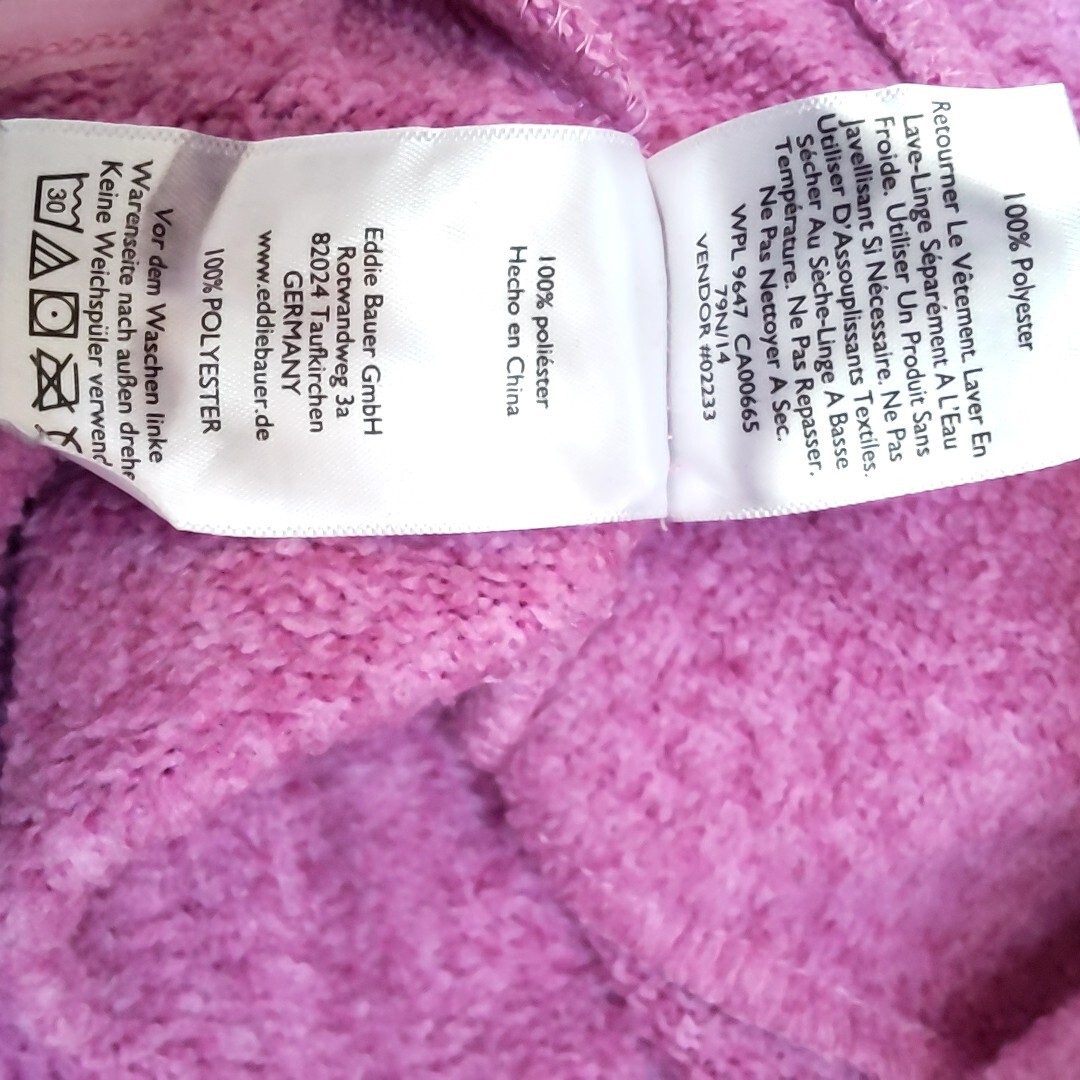 100% Polyester
Retourner Le Vêtement. Laver En
Lave-Linge Séparément A L'Eau
Froide. Utiliser Un Produit Sans
Javellisant Si Nécessaire. Ne Pas
Utiliser D'Assouplissants Textiles.
Sécher Au Sèche-Linge A Basse
Température. Ne Pas Repasser.
Ne Pas Nettoyer A Sec.
WPL 9647 CA00665
79N/14
VENDOR #02233
100% poliéster
Hecho en China
Eddie Bauer GmbH
Rotwandweg 3a
82024 Taufkirchen
GERMANY
www.eddiebauer.de
100% POLYESTER
Vor dem Waschen linke
Warenseite nach außen drehe
Keine Weichspüler verwend
30